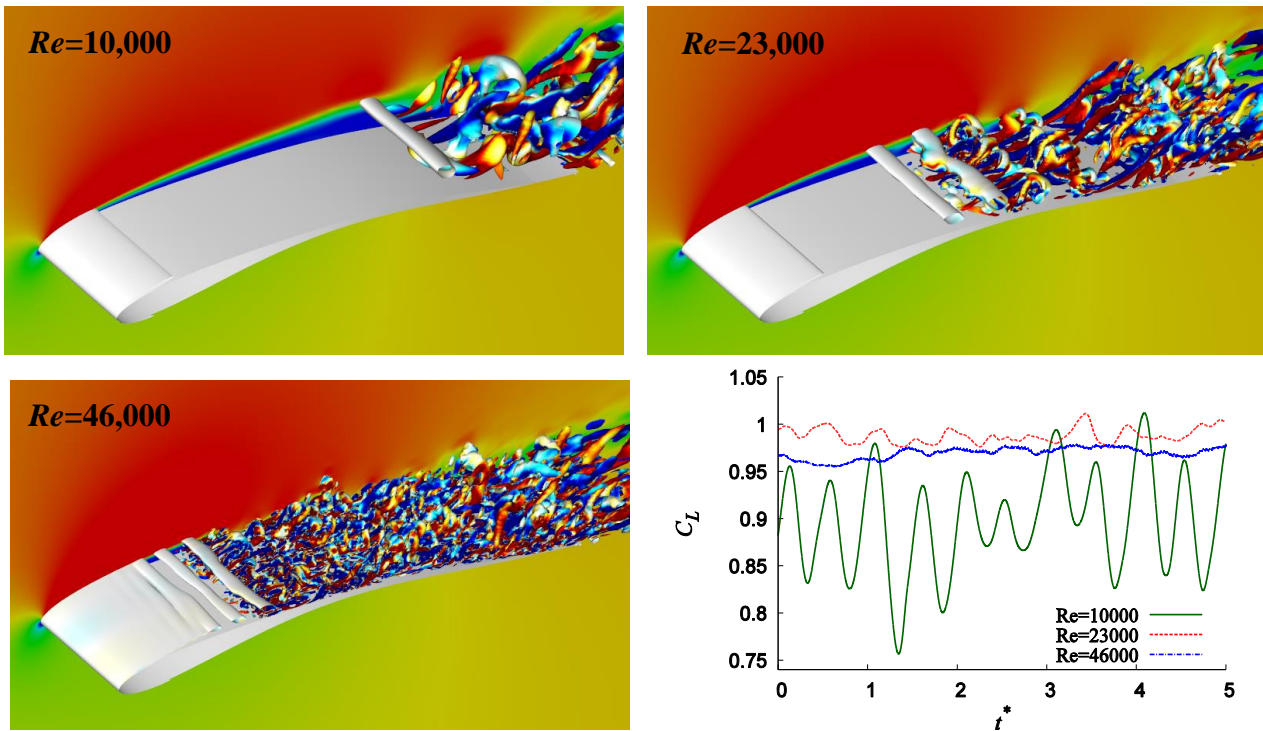 Re=10,000
Re=23,000
Re=46,000
1.05
1
0.95
0.9
0.85
0.8
0.75
C_L
Re=10000
Re=23000
Re=46000
0 1 2 3 4 5
t*